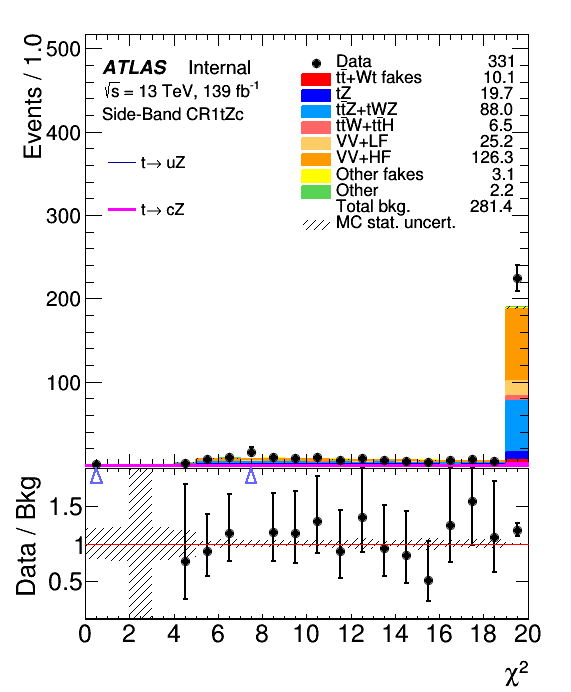 Events / 1.0
500
400
300
200
100
ATLAS Internal
√s = 13 TeV, 139 fb⁻¹
Side-Band CR1tZc
t→ uZ
t→ cZ
Data 331
tt̄+Wt fakes 10.1
tZ 19.7
tt̄Z+tWZ 88.0
tt̄W+tt̄H 6.5
VV+LF 25.2
VV+HF 126.3
Other fakes 3.1
Other 2.2
Total bkg. 281.4
MC stat. uncert.
Data / Bkg
1.5
1
0.5
0 2 4 6 8 10 12 14 16 18 20
χ²